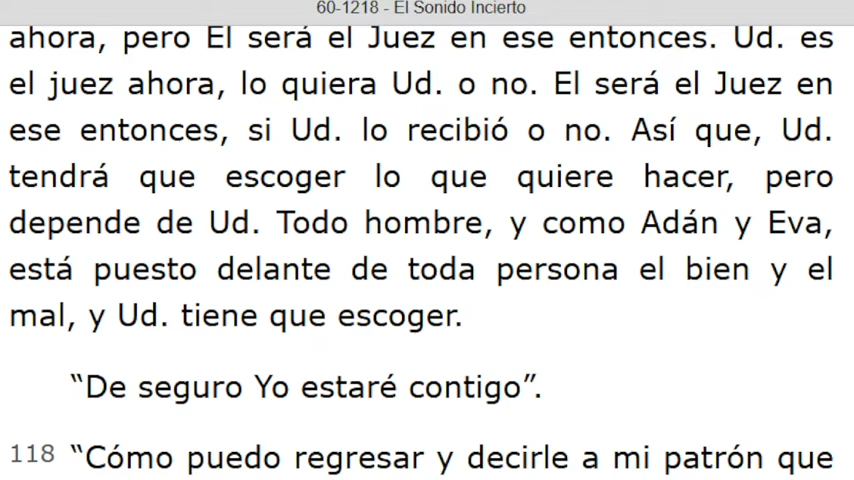 60-1218 - El Sonido Incierto
ahora, pero El será el Juez en ese entonces. Ud. es
el juez ahora, lo quiera Ud. o no. El será el Juez en
ese entonces, si Ud. lo recibió o no. Así que, Ud.
tendrá que escoger lo que quiere hacer, pero
depende de Ud. Todo hombre, y como Adán y Eva,
está puesto delante de toda persona el bien y el
mal, y Ud. tiene que escoger.
“De seguro Yo estaré contigo”.
118 “Cómo puedo regresar y decirle a mi patrón que